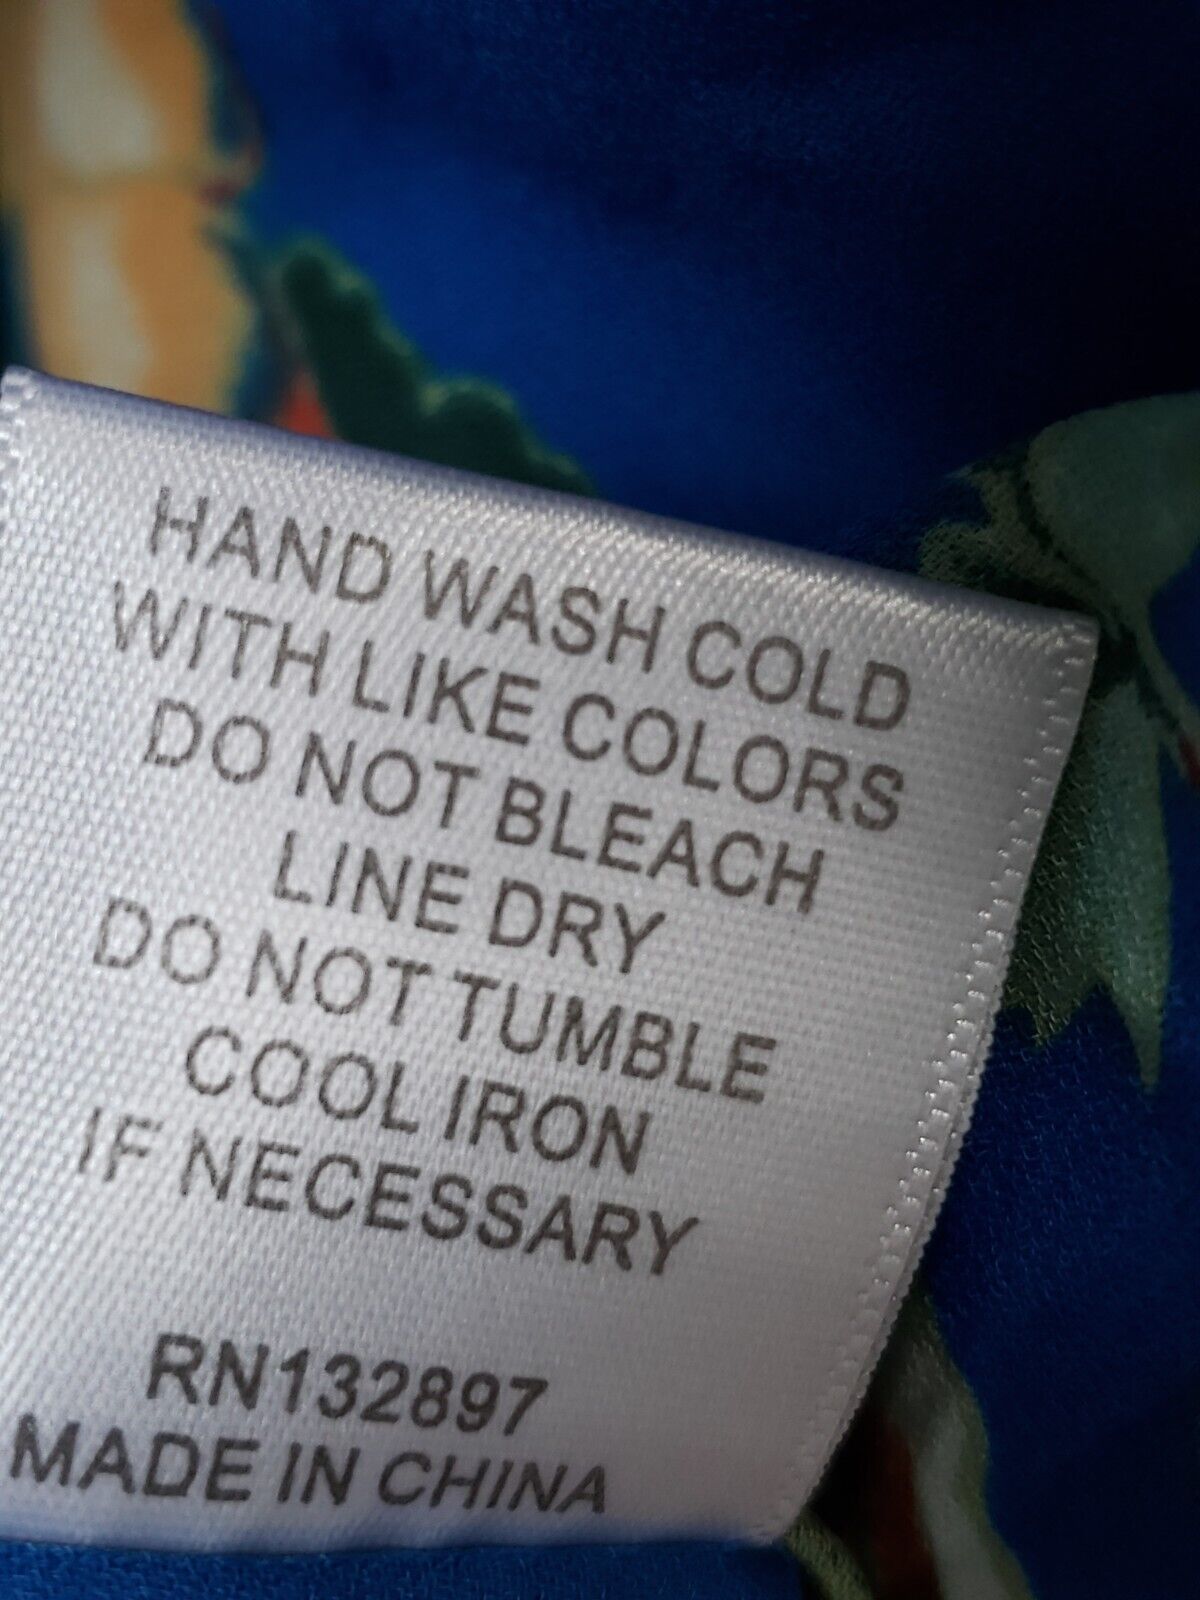 HAND WASH COLD
WITH LIKE COLORS
DO NOT BLEACH
LINE DRY
DO NOT TUMBLE
COOL IRON
IF NECESSARY
RN132897
MADE IN CHINA